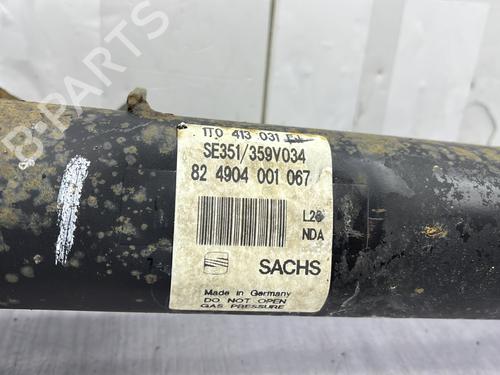 1T0 413 031
SE351/359V034
82 4904 001 067
NDA
SACHS
Made in Germany
DO NOT OPEN
GAS PRESSURE
B-PARTS